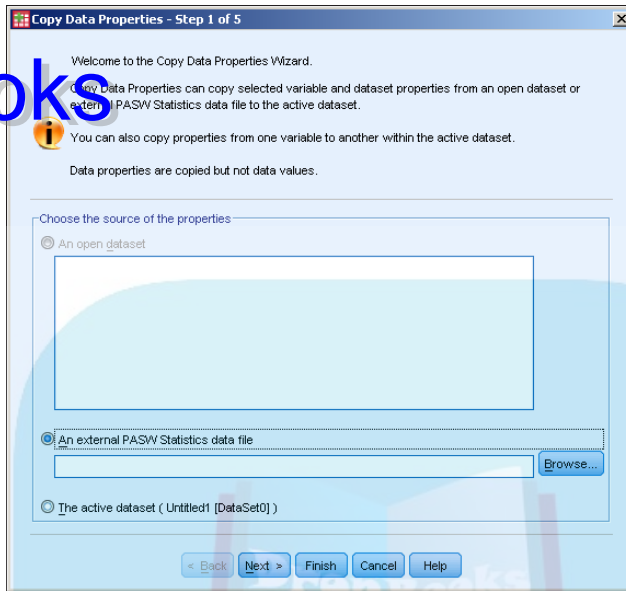 Copy Data Properties - Step 1 of 5
Welcome to the Copy Data Properties Wizard.
oks
Copy Data Properties can copy selected variable and dataset properties from an open dataset or
external PASW Statistics data file to the active dataset.
You can also copy properties from one variable to another within the active dataset.
Data properties are copied but not data values.
Choose the source of the properties
An open dataset
An external PASW Statistics data file
Browse...
The active dataset ( Untitled1 [DataSet0] )
< Back Next > Finish Cancel Help